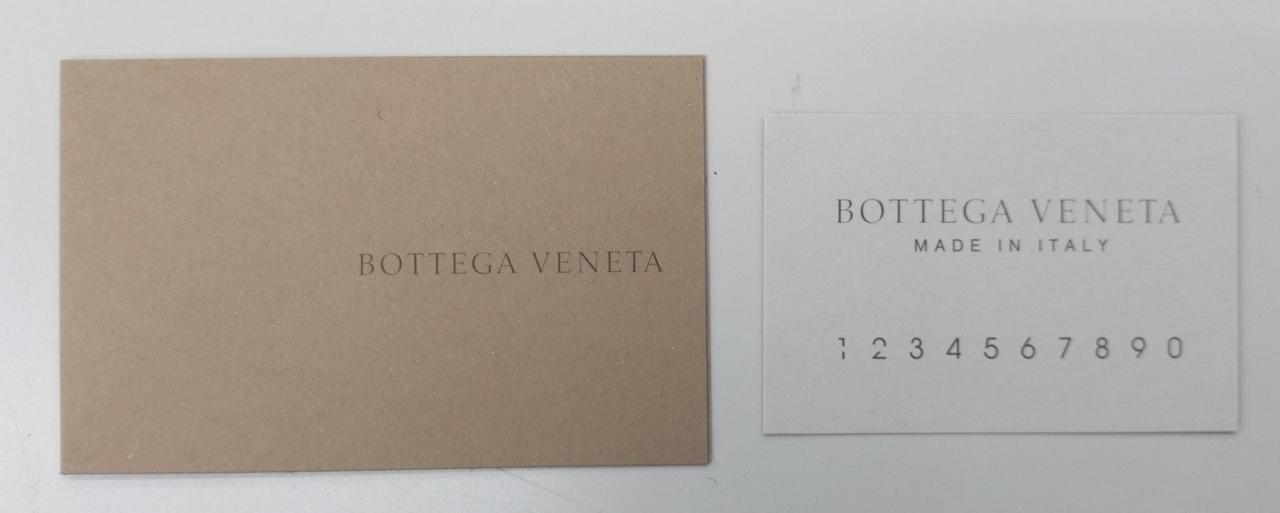 BOTTEGA VENETA
BOTTEGA VENETA
MADE IN ITALY
1 2 3 4 5 6 7 8 9 0